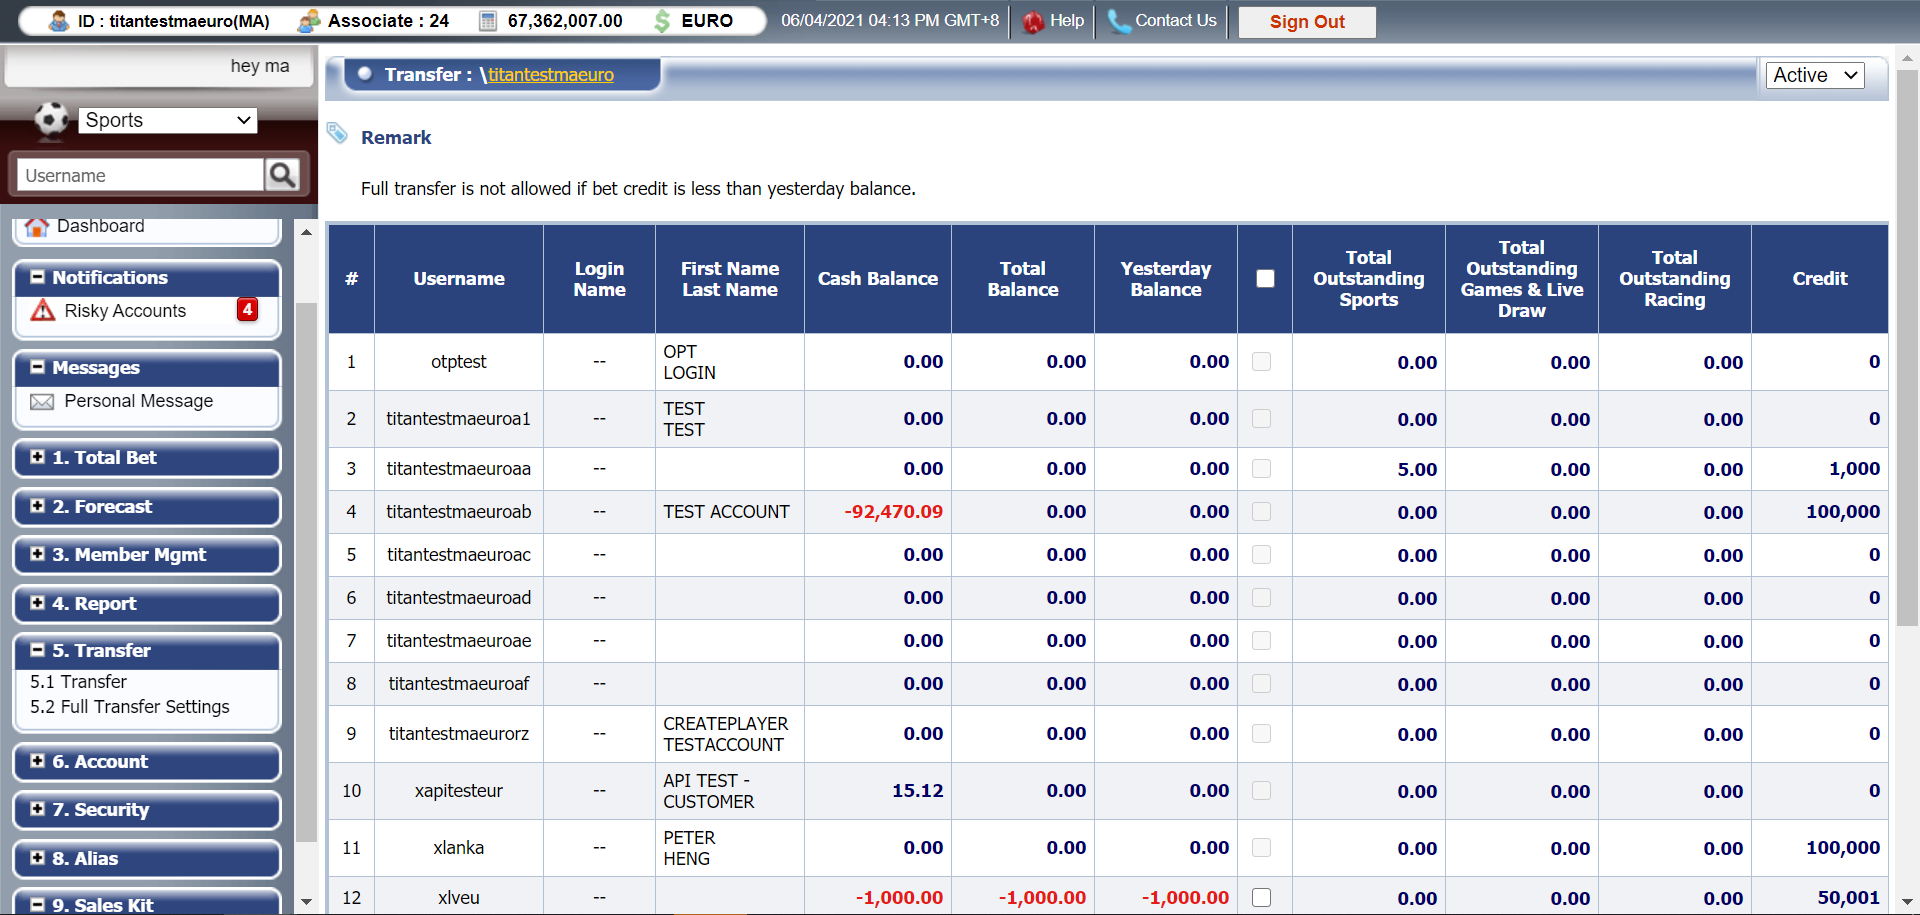 ID : titantestmaeuro(MA) Associate : 24 67,362,007.00 EURO 06/04/2021 04:13 PM GMT+8 Help Contact Us Sign Out
hey ma
Sports
Username
Dashboard
Notifications
Risky Accounts 4
Messages
Personal Message
1. Total Bet
2. Forecast
3. Member Mgmt
4. Report
5. Transfer
5.1 Transfer
5.2 Full Transfer Settings
6. Account
7. Security
8. Alias
9. Sales Kit
Transfer : \titantestmaeuro Active
Remark
Full transfer is not allowed if bet credit is less than yesterday balance.
# Username Login Name First Name Last Name Cash Balance Total Balance Yesterday Balance Total Outstanding Sports Total Outstanding Games & Live Draw Total Outstanding Racing Credit
1 otptest -- OPT LOGIN 0.00 0.00 0.00 0.00 0.00 0.00 0
2 titantestmaeuroa1 -- TEST TEST 0.00 0.00 0.00 0.00 0.00 0.00 0
3 titantestmaeuroaa -- 0.00 0.00 0.00 5.00 0.00 0.00 1,000
4 titantestmaeuroab -- TEST ACCOUNT -92,470.09 0.00 0.00 0.00 0.00 0.00 100,000
5 titantestmaeuroac -- 0.00 0.00 0.00 0.00 0.00 0.00 0
6 titantestmaeuroad -- 0.00 0.00 0.00 0.00 0.00 0.00 0
7 titantestmaeuroae -- 0.00 0.00 0.00 0.00 0.00 0.00 0
8 titantestmaeuroaf -- 0.00 0.00 0.00 0.00 0.00 0.00 0
9 titantestmaeurorz -- CREATEPLAYER TESTACCOUNT 0.00 0.00 0.00 0.00 0.00 0.00 0
10 xapitesteur -- API TEST - CUSTOMER 15.12 0.00 0.00 0.00 0.00 0.00 0
11 xlanka -- PETER HENG 0.00 0.00 0.00 0.00 0.00 0.00 100,000
12 xlveu -- -1,000.00 -1,000.00 -1,000.00 0.00 0.00 0.00 50,001